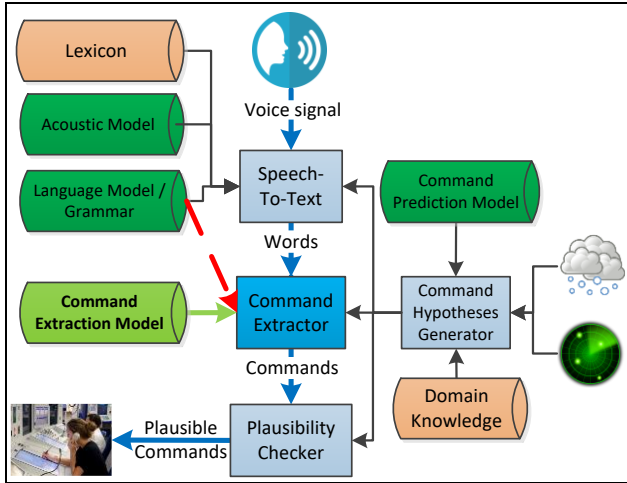 Lexicon
Voice signal
Acoustic Model
Speech-
To-Text
Language Model /
Grammar
Command
Prediction Model
Words
Command
Extraction Model
Command
Extractor
Command
Hypotheses
Generator
Commands
Domain
Knowledge
Plausible
Commands
Plausibility
Checker